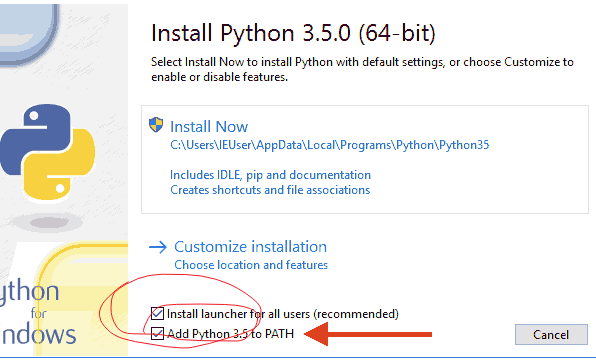 Install Python 3.5.0 (64-bit)
Select Install Now to install Python with default settings, or choose Customize to
enable or disable features.
Install Now
C:\Users\IEUser\AppData\Local\Programs\Python\Python35
Includes IDLE, pip and documentation
Creates shortcuts and file associations
Customize installation
Choose location and features
ython
for
indows
Install launcher for all users (recommended)
Add Python 3.5 to PATH
Cancel